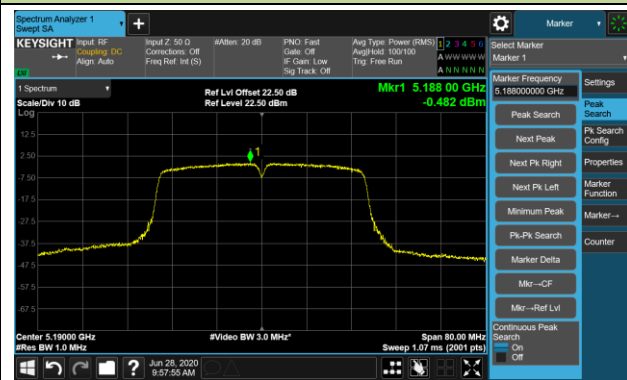 Spectrum Analyzer 1
Swept SA
+
Marker
KEYSIGHT
Input: RF
Coupling: DC
Align: Auto
Input Z: 50 Ω
Corrections: Off
Freq Ref: Int (S)
#Atten: 20 dB
PNO: Fast
Gate: Off
IF Gain: Low
Sig Track: Off
Avg Type: Power (RMS)
Avg|Hold: 100/100
Trig: Free Run
1 2 3 4 5 6
A W W W W W
A N N N N N
Select Marker
Marker 1
1 Spectrum
Scale/Div 10 dB
Log
Ref Lvl Offset 22.50 dB
Ref Level 22.50 dBm
Mkr1 5.188 00 GHz
-0.482 dBm
Marker Frequency
5.188000000 GHz
Peak Search
Next Peak
Next Pk Right
Next Pk Left
Minimum Peak
Pk-Pk Search
Marker Delta
Mkr→CF
Mkr→Ref Lvl
Continuous Peak
Search
On
Off
Settings
Peak
Search
Pk Search
Config
Properties
Marker
Function
Marker→
Counter
1
12.5
2.50
-7.50
-17.5
-27.5
-37.5
-47.5
-57.5
-67.5
Center 5.19000 GHz
#Res BW 1.0 MHz
#Video BW 3.0 MHz*
Span 80.00 MHz
Sweep 1.07 ms (2001 pts)
?
Jun 28, 2020
9:57:55 AM